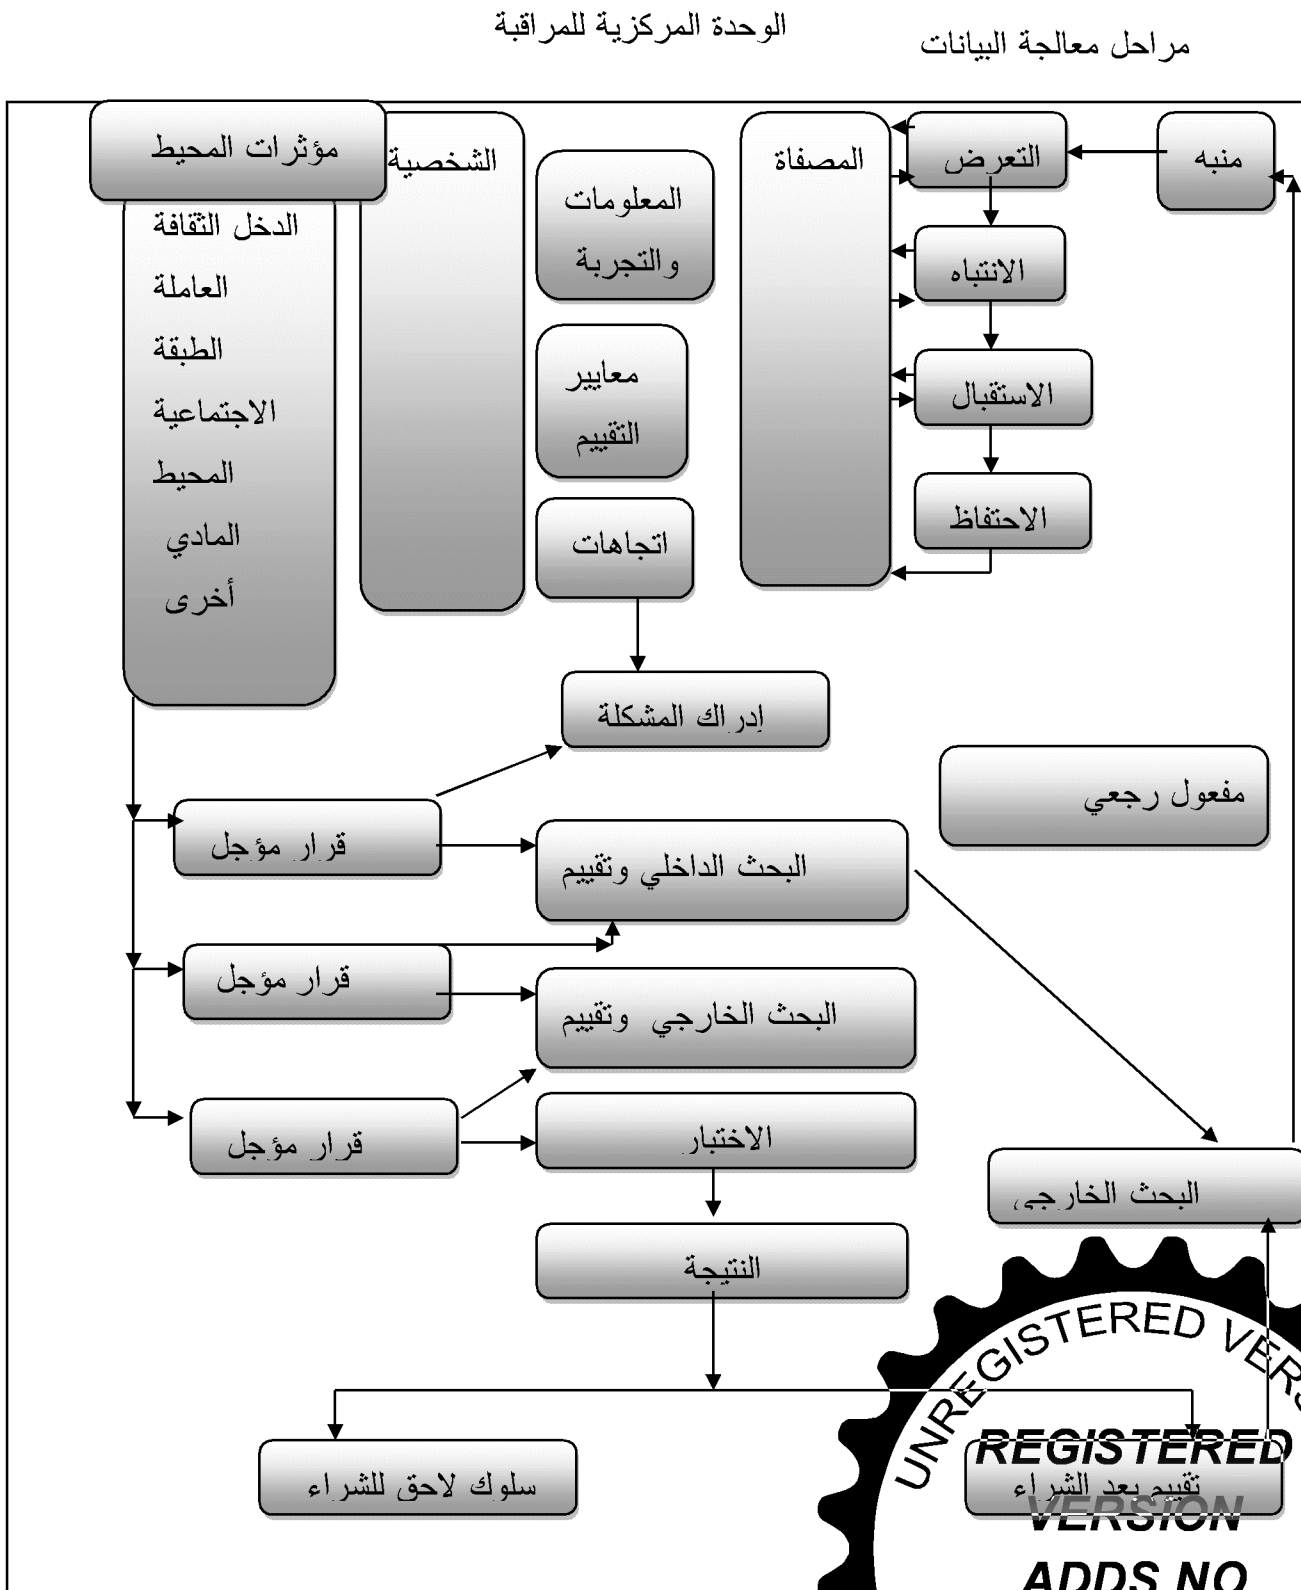 الوحدة المركزية للمراقبة
مراحل معالجة البيانات
منبه
التعرض
الانتباه
الاستقبال
الاحتفاظ
المصفاة
المعلومات
والتجربة
معايير
التقييم
اتجاهات
الشخصية
مؤثرات المحيط
الدخل الثقافة
العاملة
الطبقة
الاجتماعية
المحيط
المادي
أخرى
إدراك المشكلة
مفعول رجعي
قرار مؤجل
البحث الداخلي وتقييم
قرار مؤجل
البحث الخارجي وتقييم
قرار مؤجل
الاختبار
البحث الخارجي
النتيجة
سلوك لاحق للشراء
تقييم بعد الشراء
UNREGISTERED VERS
REGISTERED
VERSION
ADDS NO